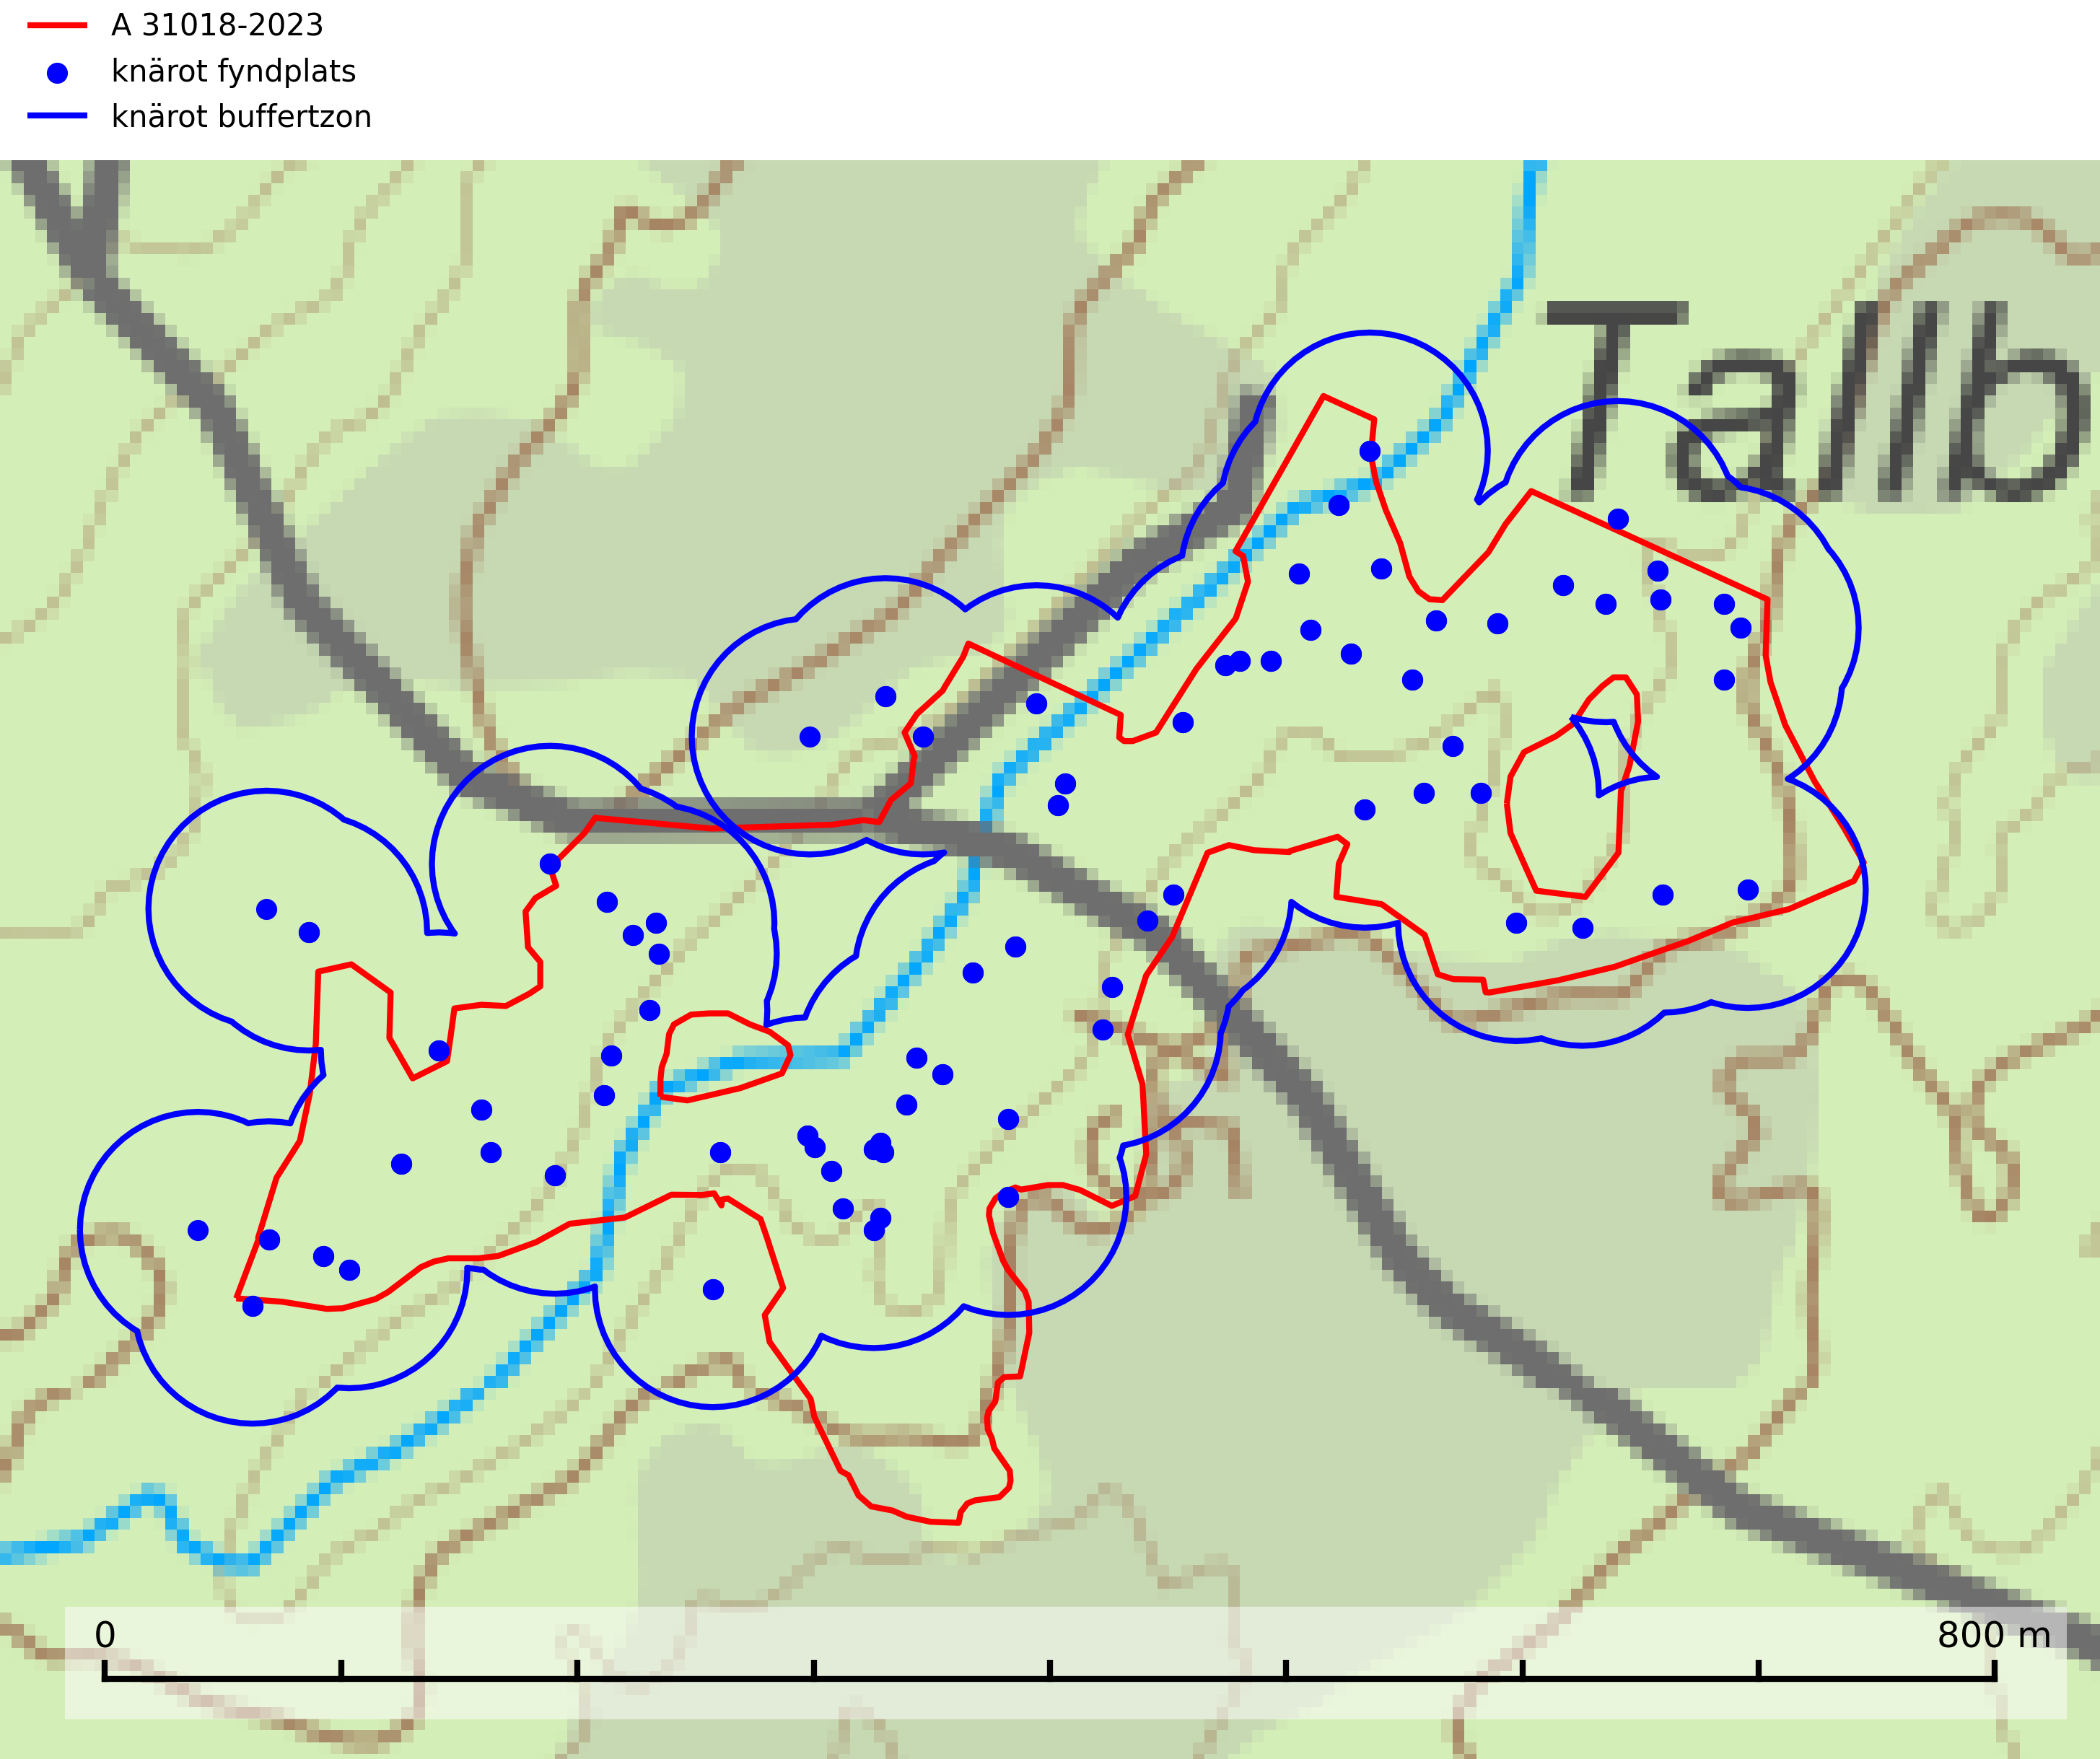 A 31018-2023
knärot fyndplats
knärot buffertzon
Tallb
0 800 m